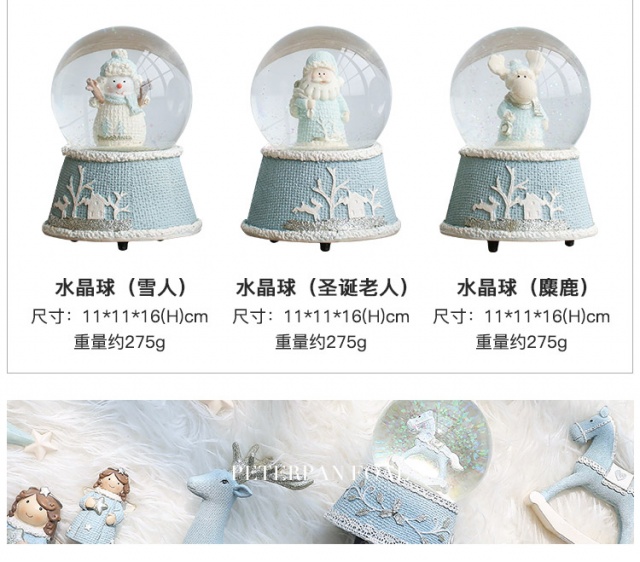 水晶球（雪人） 水晶球（圣诞老人） 水晶球（麋鹿）
尺寸：11*11*16(H)cm 尺寸：11*11*16(H)cm 尺寸：11*11*16(H)cm
重量约275g 重量约275g 重量约275g
PETERPAN